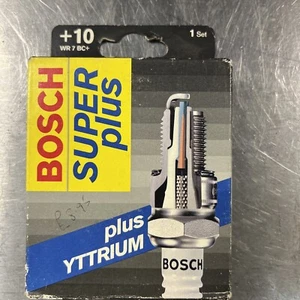 +10
WR 7 BC+
1 Set
BOSCH
SUPER
plus
plus
YTTRIUM
BOSCH